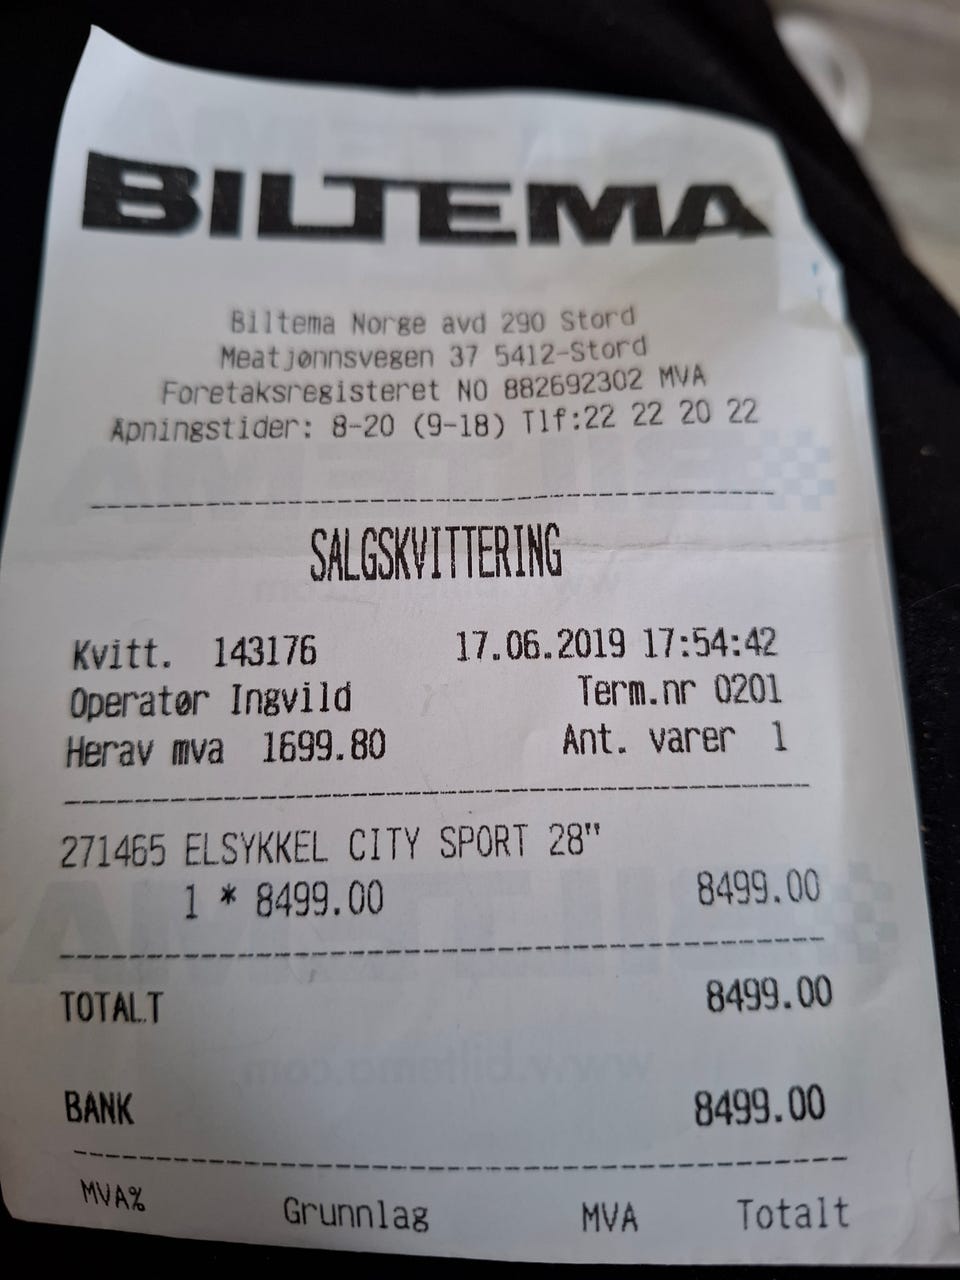 BILTEMA
Biltema Norge avd 290 Stord
Meatjønnsvegen 37 5412-Stord
Foretaksregisteret NO 882692302 MVA
Apningstider: 8-20 (9-18) Tlf:22 22 20 22
SALGSKVITTERING
Kvitt. 143176 17.06.2019 17:54:42
Operatør Ingvild Term.nr 0201
Herav mva 1699.80 Ant. varer 1
271465 ELSYKKEL CITY SPORT 28"
1 * 8499.00 8499.00
TOTALT 8499.00
BANK 8499.00
MVA% Grunnlag MVA Totalt